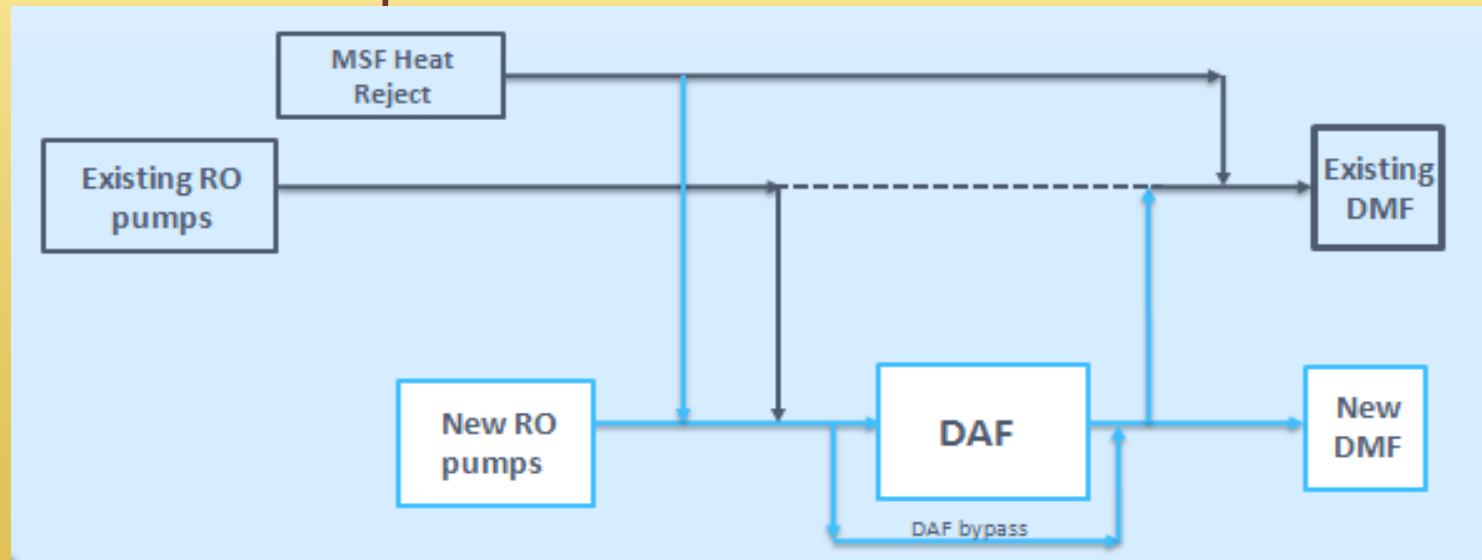 MSF Heat
Reject
Existing RO
pumps
Existing
DMF
New RO
pumps
DAF
New
DMF
DAF bypass